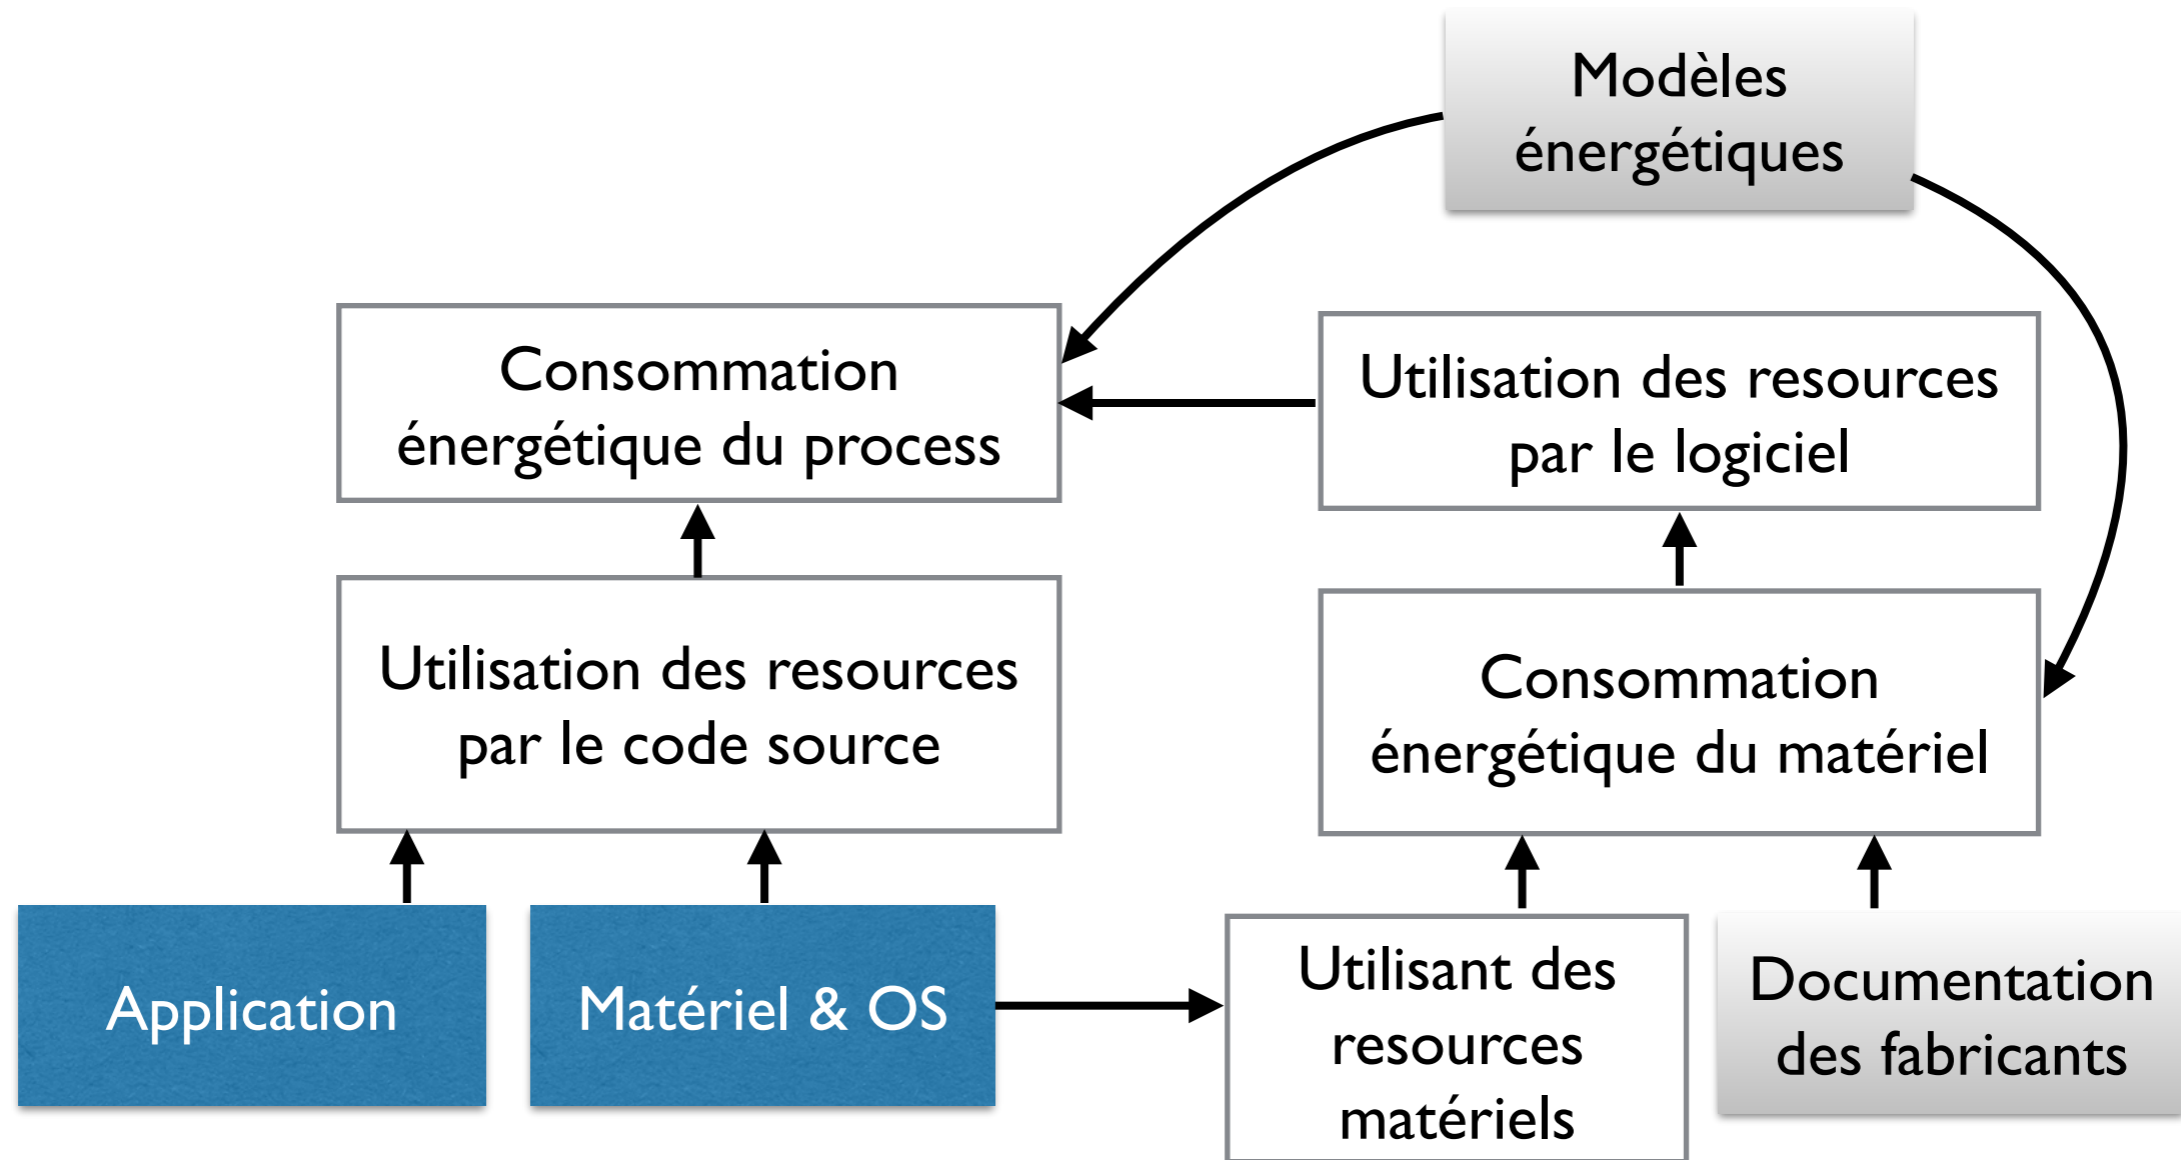 Modèles
énergétiques
Consommation
énergétique du process
Utilisation des resources
par le logiciel
Utilisation des resources
par le code source
Consommation
énergétique du matériel
Application
Matériel & OS
Utilisant des
resources
matériels
Documentation
des fabricants